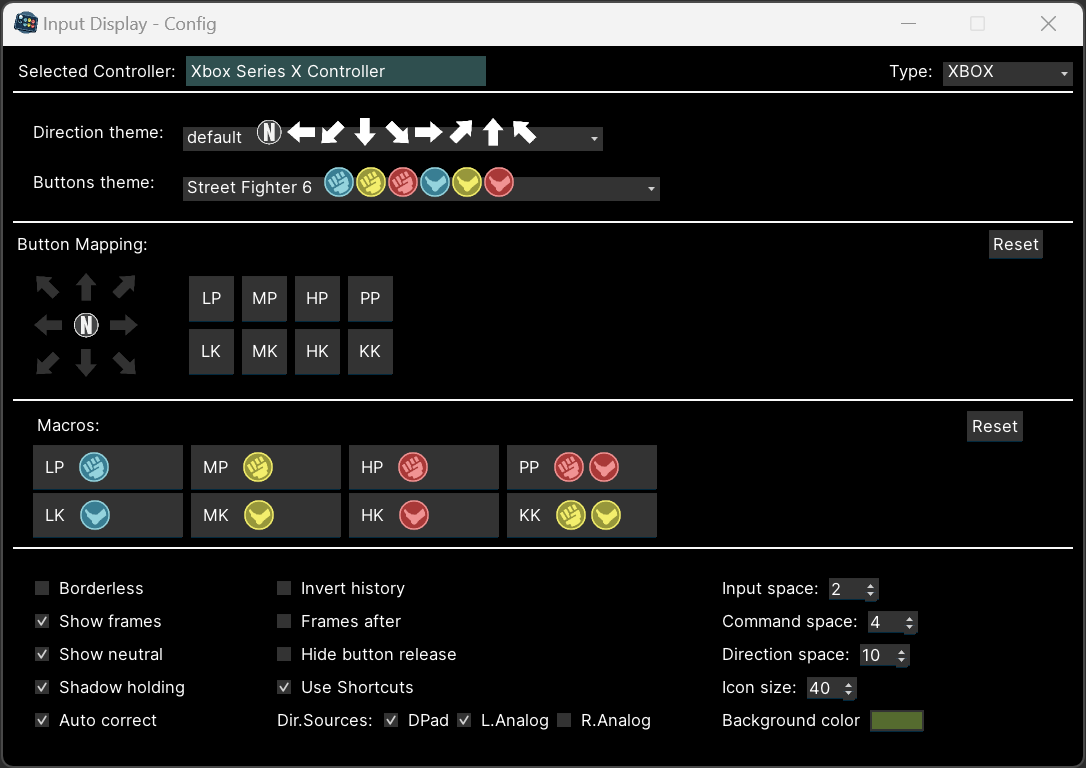 Input Display - Config
Selected Controller: Xbox Series X Controller Type: XBOX
Direction theme: default N
Buttons theme: Street Fighter 6
Button Mapping: Reset
LP MP HP PP
N
LK MK HK KK
Macros: Reset
LP MP HP PP
LK MK HK KK
Borderless Invert history Input space: 2
Show frames Frames after Command space: 4
Show neutral Hide button release Direction space: 10
Shadow holding Use Shortcuts Icon size: 40
Auto correct Dir.Sources: DPad L.Analog R.Analog Background color